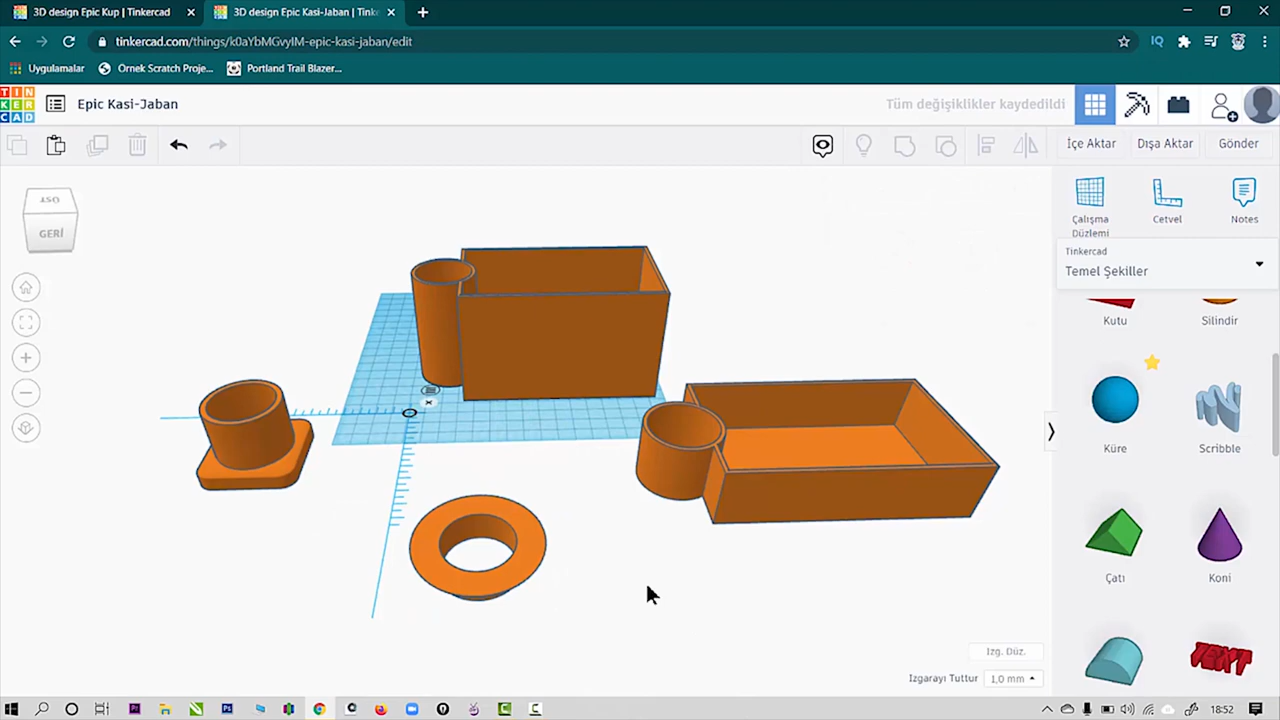 3D design Epic Kup | Tinkercad
3D design Epic Kasi-Jaban | Tink
tinkercad.com/things/k0aYbMGvyIM-epic-kasi-jaban/edit
Uygulamalar
Örnek Scratch Proje...
Portland Trail Blazer...
TIN
KER
CAD
Epic Kasi-Jaban
Tüm değişiklikler kaydedildi
İçe Aktar
Dışa Aktar
Gönder
ÜST
GERİ
Çalışma
Düzlemi
Cetvel
Notes
Tinkercad
Temel Şekiller
Kutu
Silindir
Küre
Scribble
Çatı
Koni
TEXT
Izg. Düz.
Izgarayı Tuttur
1,0 mm
18:52